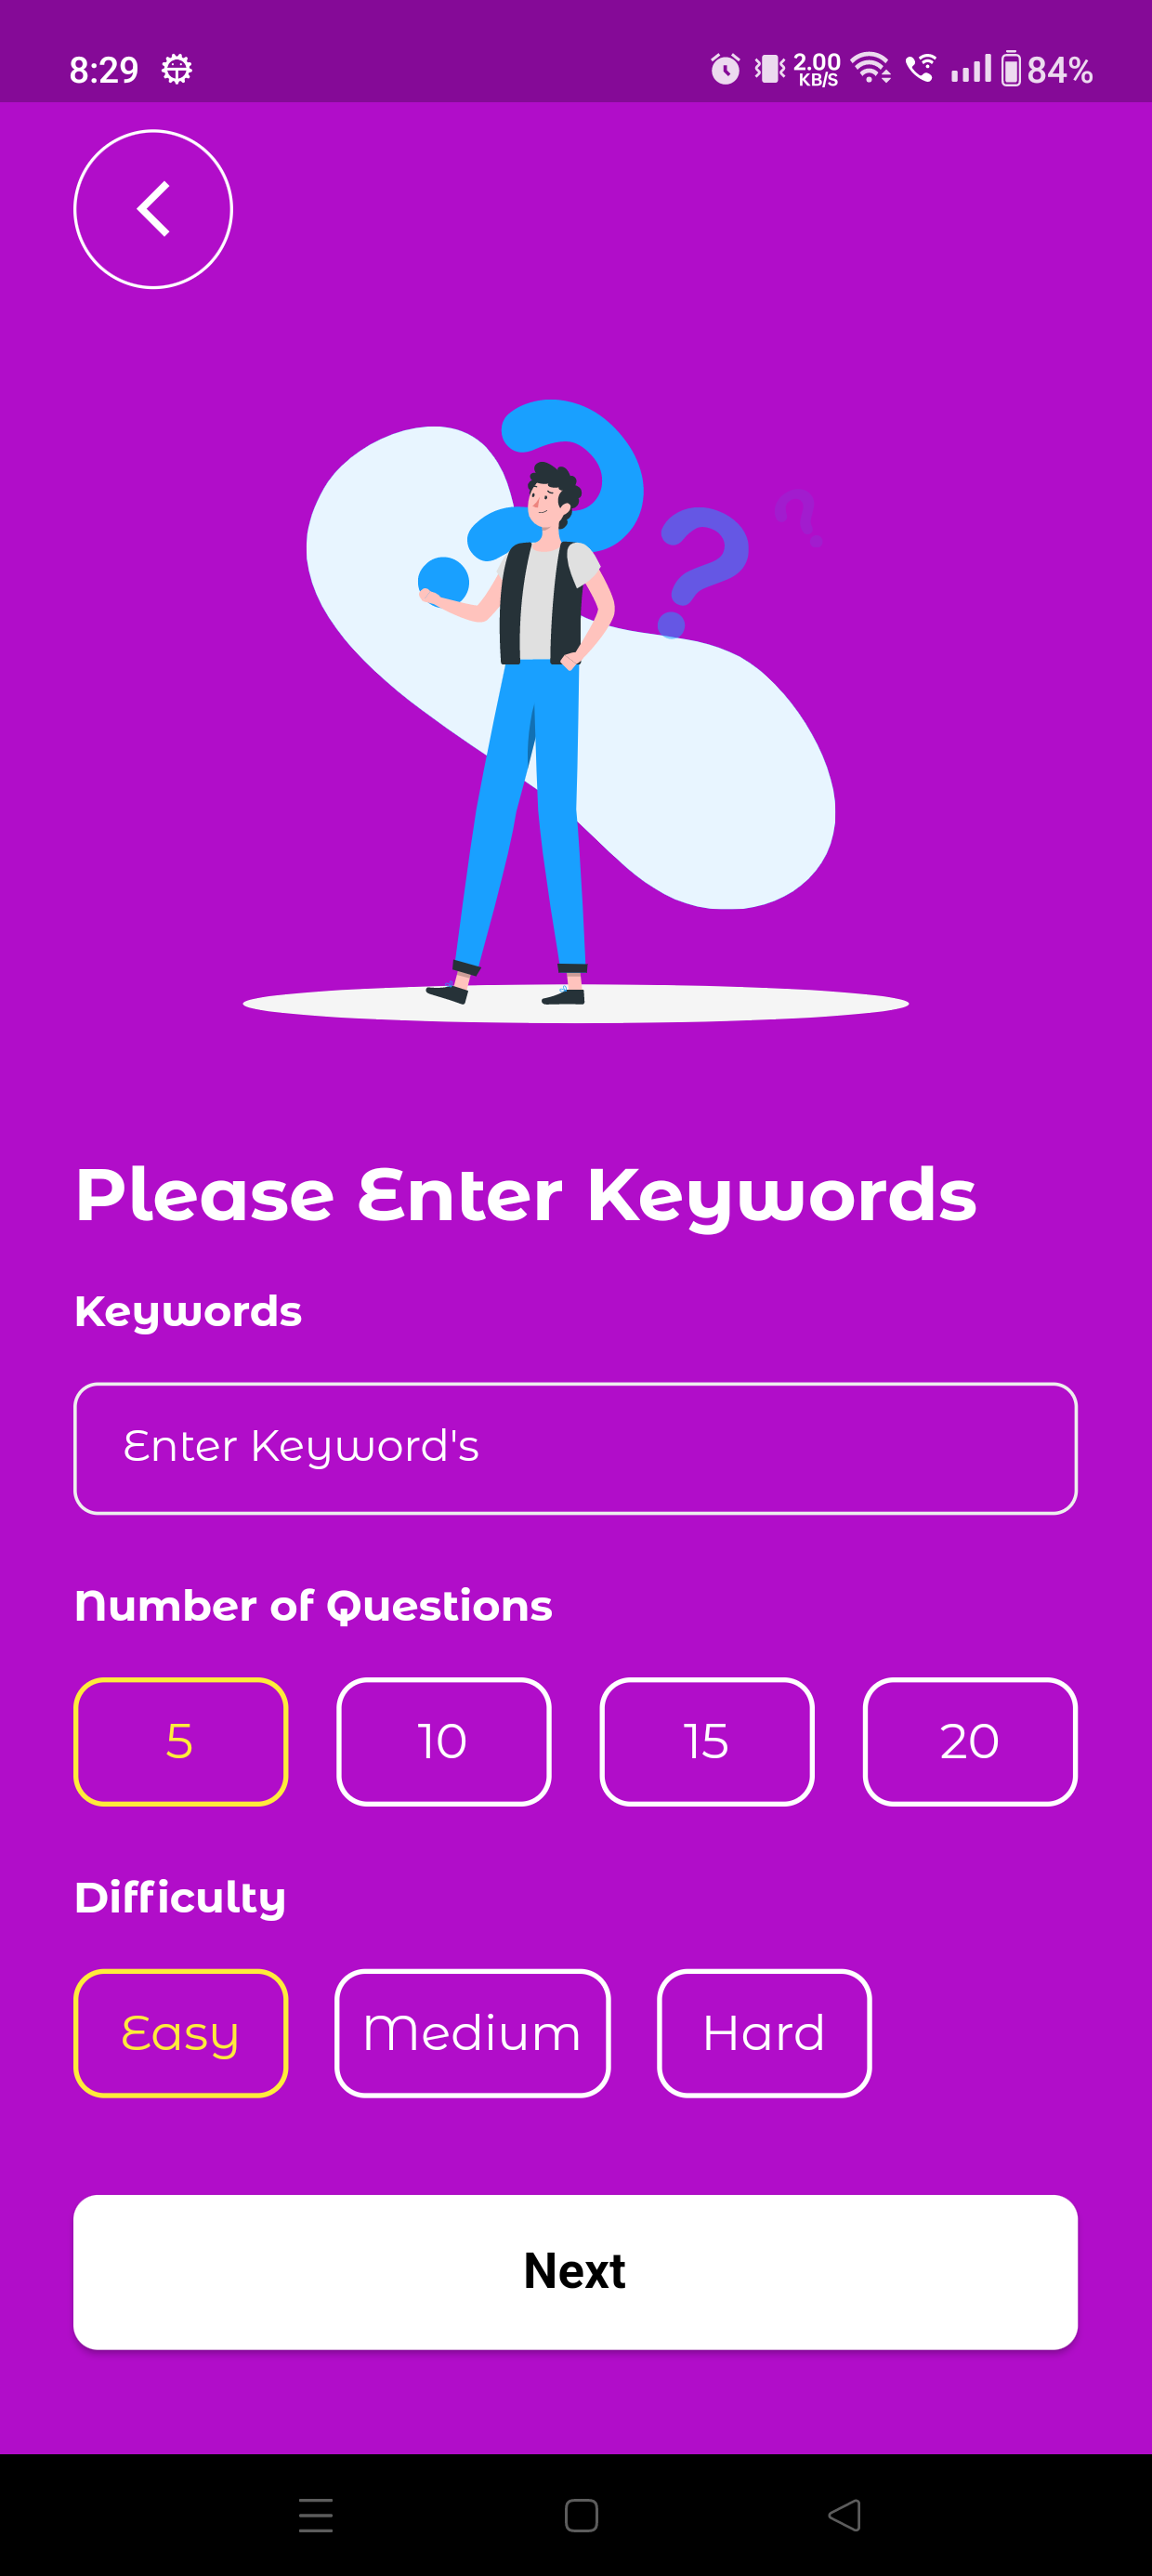 8:29
2.00
KB/S
84%
Please Enter Keywords
Keywords
Enter Keyword's
Number of Questions
5 10 15 20
Difficulty
Easy Medium Hard
Next